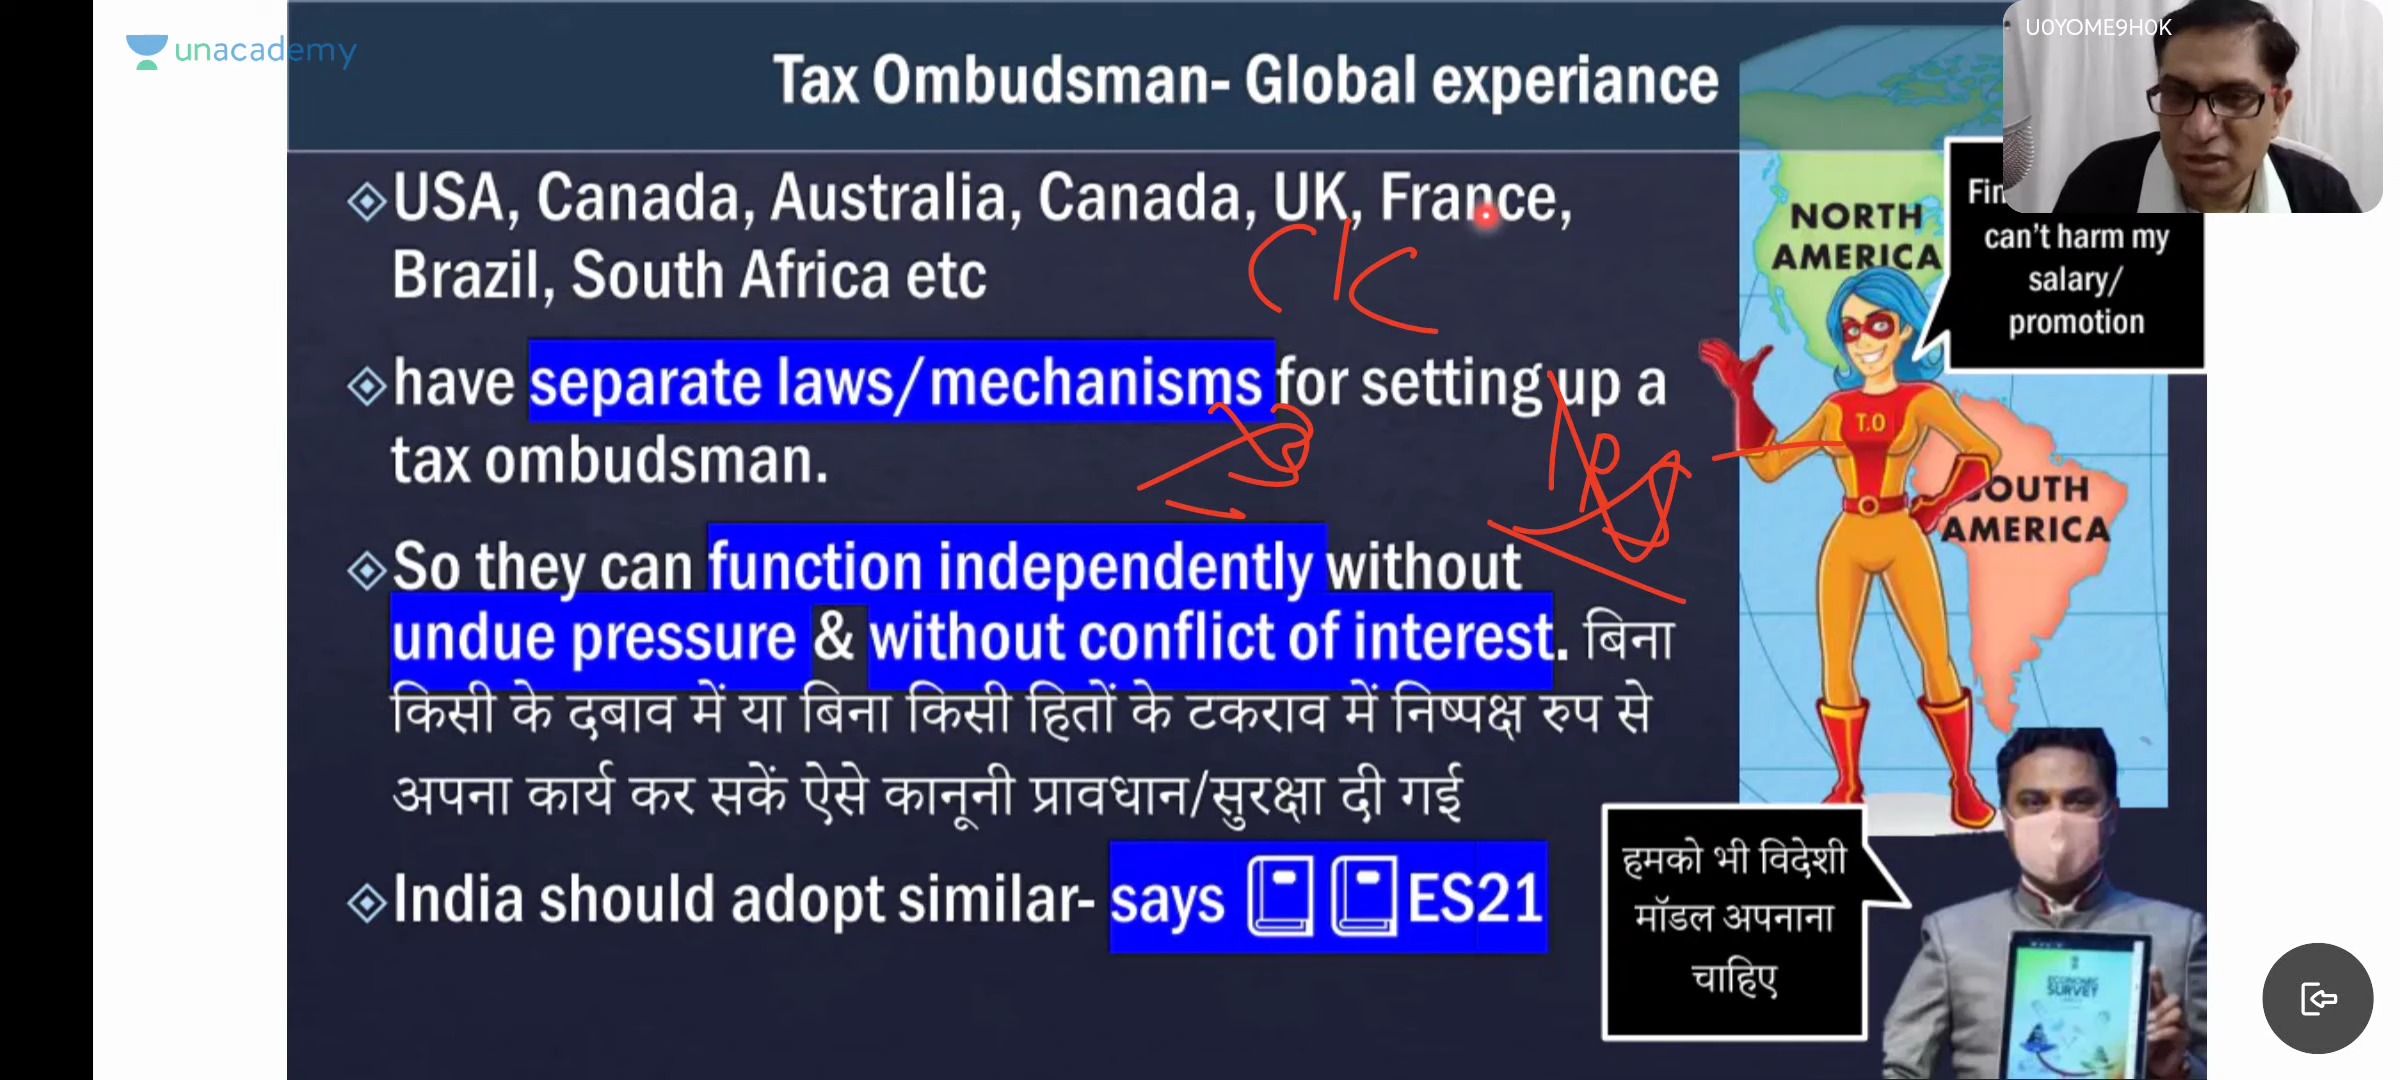 unacademy
U0YOME9H0K
Tax Ombudsman- Global experiance
USA, Canada, Australia, Canada, UK, France,
Brazil, South Africa etc
have separate laws/mechanisms for setting up a
tax ombudsman.
So they can function independently without
undue pressure & without conflict of interest. बिना
किसी के दबाव में या बिना किसी हितों के टकराव में निष्पक्ष रुप से
अपना कार्य कर सकें ऐसे कानूनी प्रावधान/सुरक्षा दी गई
India should adopt similar- says ES21
NORTH
AMERICA
can't harm my
salary/
promotion
T.O
SOUTH
AMERICA
हमको भी विदेशी
मॉडल अपनाना
चाहिए
ECONOMIC
SURVEY